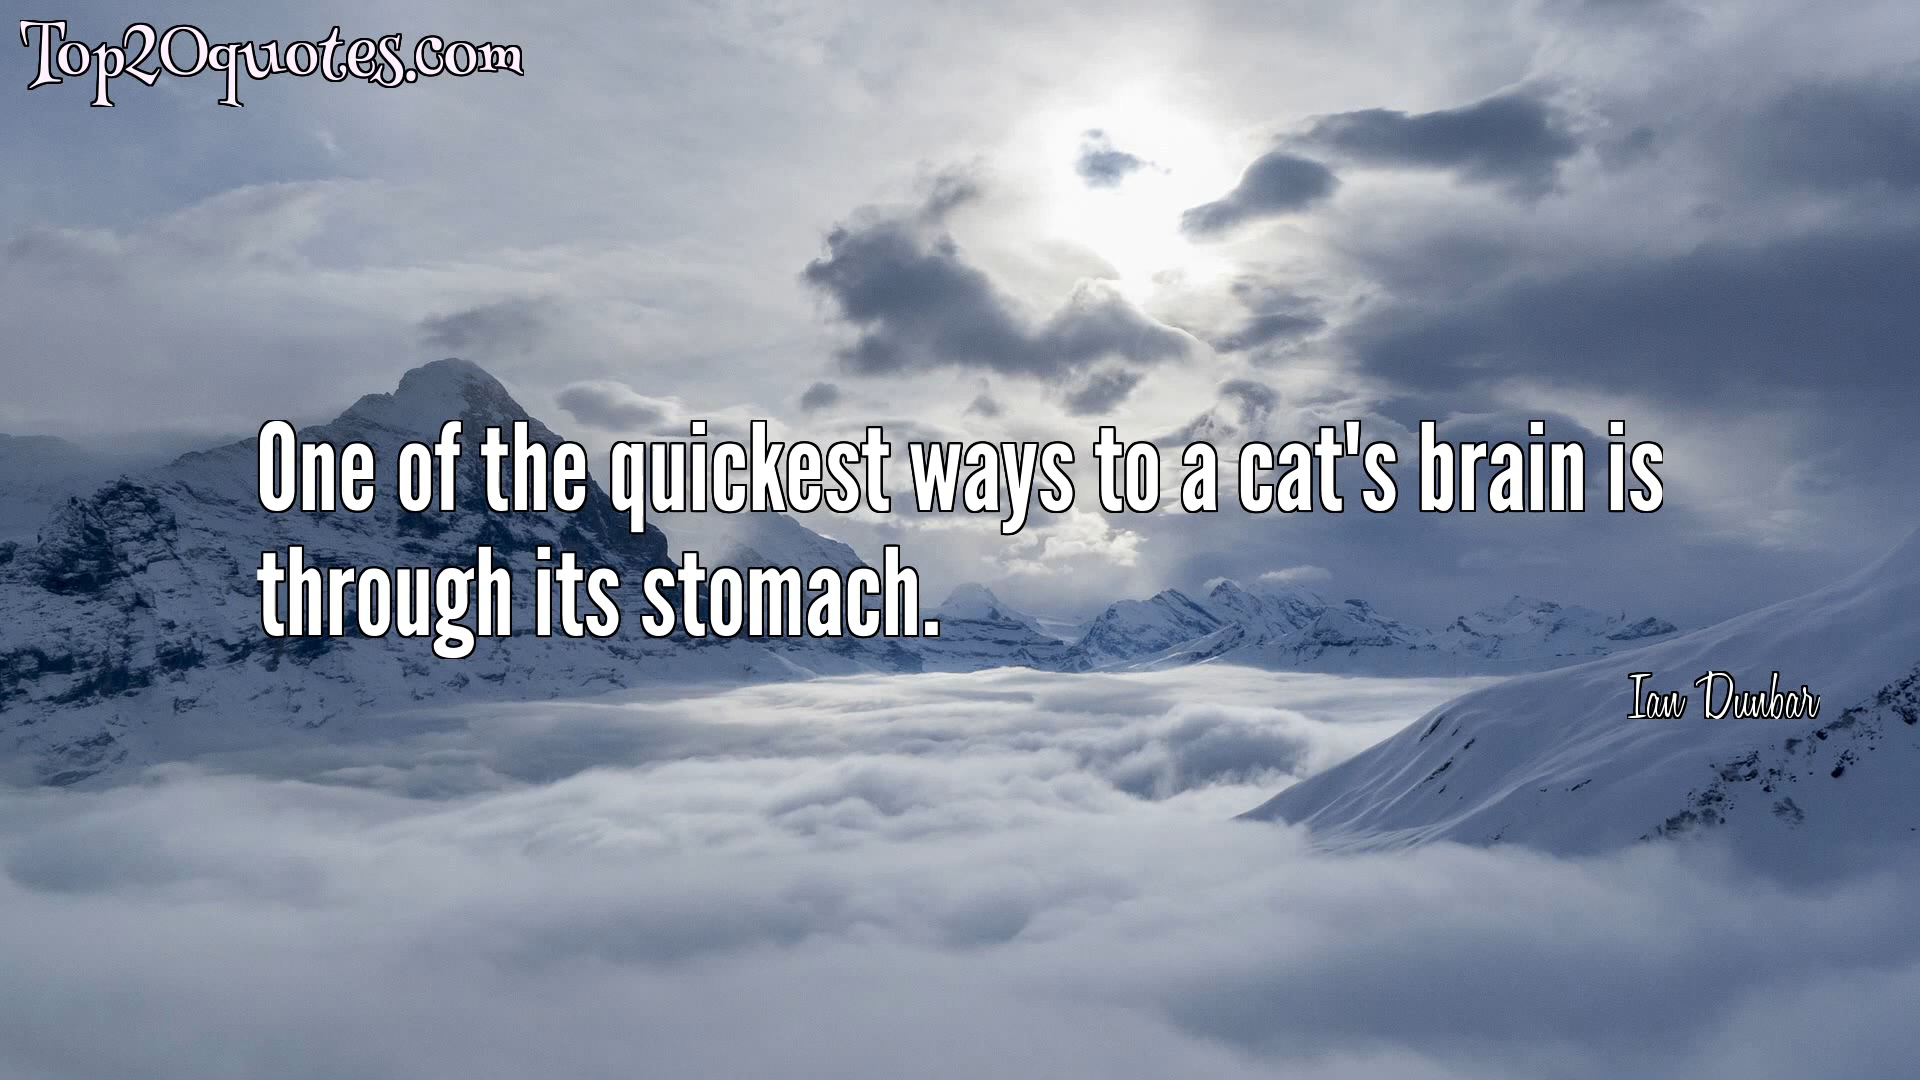 Top20quotes.com
One of the quickest ways to a cat's brain is
through its stomach.
Ian Dunbar